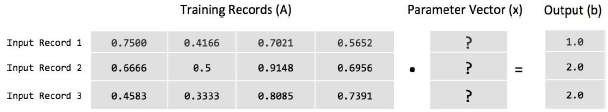 Training Records (A) Parameter Vector (x) Output (b)
Input Record 1 0.7500 0.4166 0.7021 0.5652 ? 1.0
Input Record 2 0.6666 0.5 0.9148 0.6956 • ? = 2.0
Input Record 3 0.4583 0.3333 0.8085 0.7391 ? 2.0